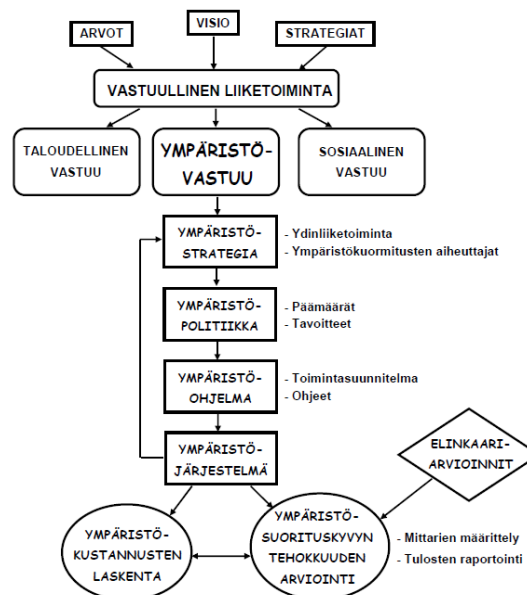 VISIO
ARVOT
STRATEGIAT
VASTUULLINEN LIIKETOIMINTA
TALOUDELLINEN
VASTUU
YMPÄRISTÖ-
VASTUU
SOSIAALINEN
VASTUU
YMPÄRISTÖ-
STRATEGIA
- Ydinliiketoiminta
- Ympäristökuormitusten aiheuttajat
YMPÄRISTÖ-
POLITIIKKA
- Päämäärät
- Tavoitteet
YMPÄRISTÖ-
OHJELMA
- Toimintasuunnitelma
- Ohjeet
YMPÄRISTÖ-
JÄRJESTELMÄ
ELINKAARI-
ARVIOINNIT
YMPÄRISTÖ-
KUSTANNUSTEN
LASKENTA
YMPÄRISTÖ-
SUORITUSKYVYN
TEHOKKUUDEN
ARVIOINTI
- Mittarien määrittely
- Tulosten raportointi